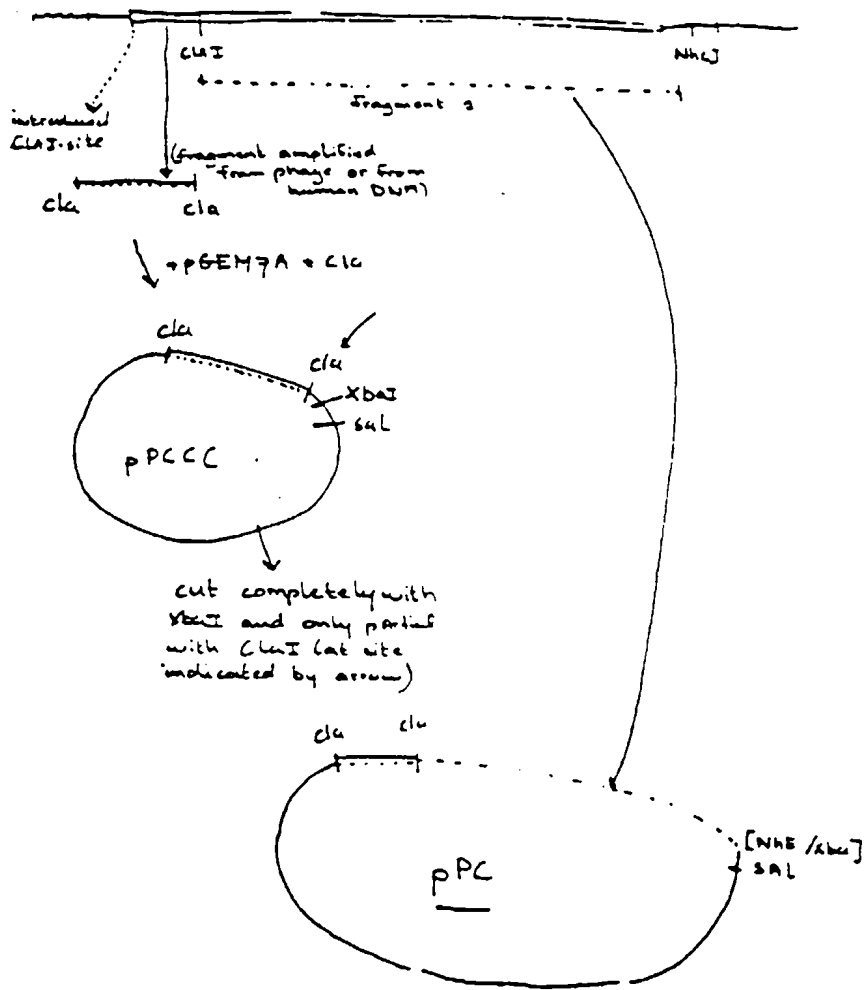 ClaI
NheI
fragment 1
introduced
ClaI-site
(fragment amplified
from phage or from
human DNA)
cla
cla
+pGEM7A * Cla
cla
cla
XbaI
sal
pPCCC
cut completely with
XbaI and only partial
with ClaI (at site
indicated by arrow)
cla
cla
[NhE/Xba]
SAL
pPC